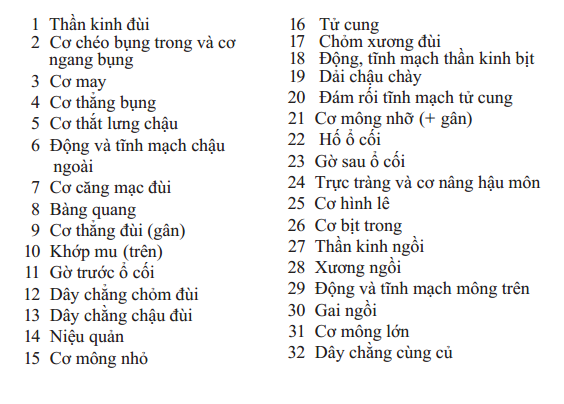 1 Thần kinh đùi
2 Cơ chéo bụng trong và cơ
ngang bụng
3 Cơ may
4 Cơ thẳng bụng
5 Cơ thắt lưng chậu
6 Động và tĩnh mạch chậu
ngoài
7 Cơ căng mạc đùi
8 Bàng quang
9 Cơ thẳng đùi (gân)
10 Khớp mu (trên)
11 Gờ trước ổ cối
12 Dây chằng chỏm đùi
13 Dây chằng chậu đùi
14 Niệu quản
15 Cơ mông nhỏ
16 Tử cung
17 Chỏm xương đùi
18 Động, tĩnh mạch thần kinh bịt
19 Dài chậu chày
20 Đám rối tĩnh mạch tử cung
21 Cơ mông nhỡ (+ gân)
22 Hố ổ cối
23 Gờ sau ổ cối
24 Trực tràng và cơ nâng hậu môn
25 Cơ hình lê
26 Cơ bịt trong
27 Thần kinh ngồi
28 Xương ngồi
29 Động và tĩnh mạch mông trên
30 Gai ngồi
31 Cơ mông lớn
32 Dây chằng cùng củ